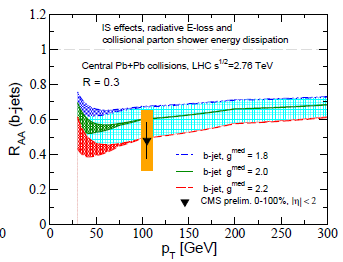 IS effects, radiative E-loss and
collisional parton shower energy dissipation
Central Pb+Pb collisions, LHC s^1/2=2.76 TeV
R = 0.3
R_AA (b-jets)
1.2
1
0.8
0.6
0.4
0.2
0
b-jet, g^med = 1.8
b-jet, g^med = 2.0
b-jet, g^med = 2.2
CMS prelim. 0-100%, |η| < 2
0
0 50 100 150 200 250 300
p_T [GeV]